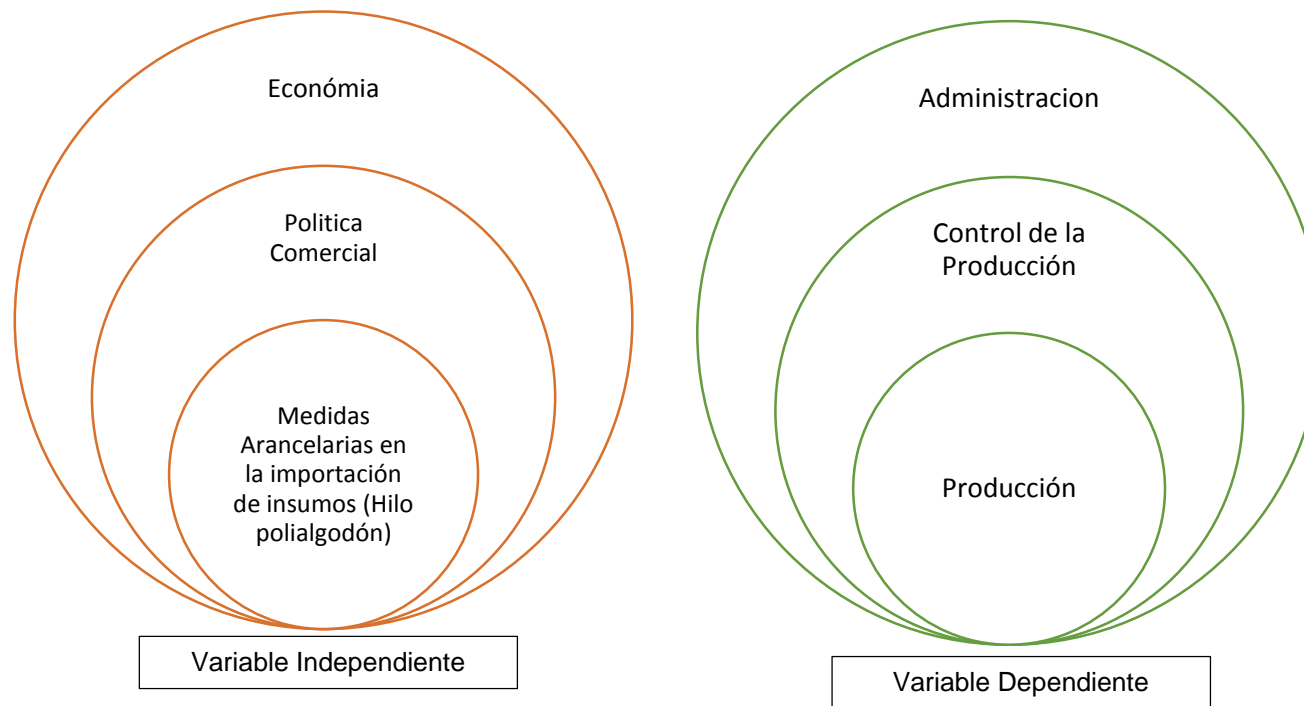 Económia
Politica
Comercial
Medidas
Arancelarias en
la importación
de insumos (Hilo
polialgodón)
Variable Independiente
Administracion
Control de la
Producción
Producción
Variable Dependiente